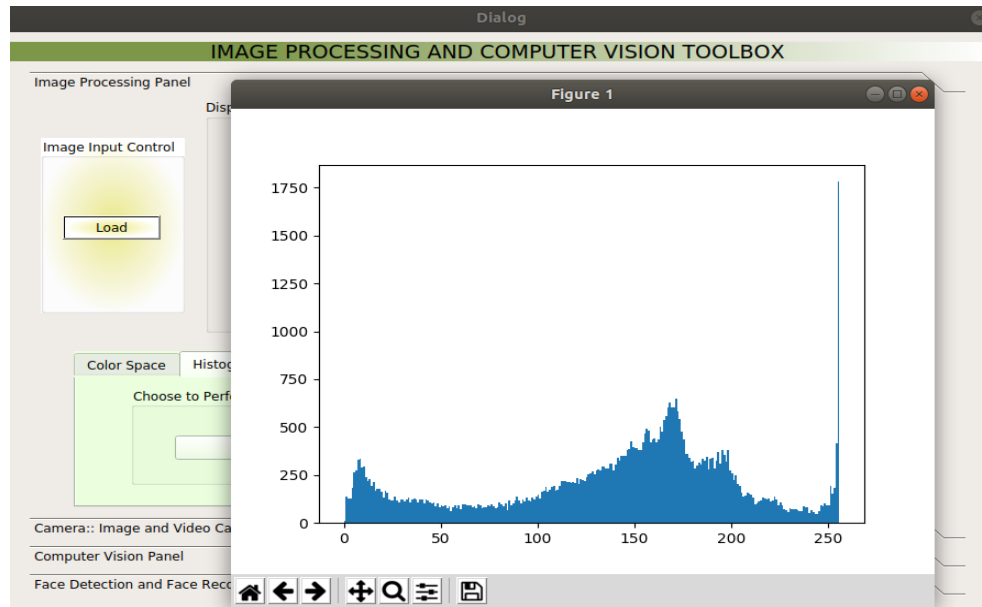 Dialog
IMAGE PROCESSING AND COMPUTER VISION TOOLBOX
Image Processing Panel
Disp
Image Input Control
Load
Color Space
Histog
Choose to Perf
Camera:: Image and Video Ca
Computer Vision Panel
Face Detection and Face Reco
Figure 1
1750
1500
1250
1000
750
500
250
0
0 50 100 150 200 250